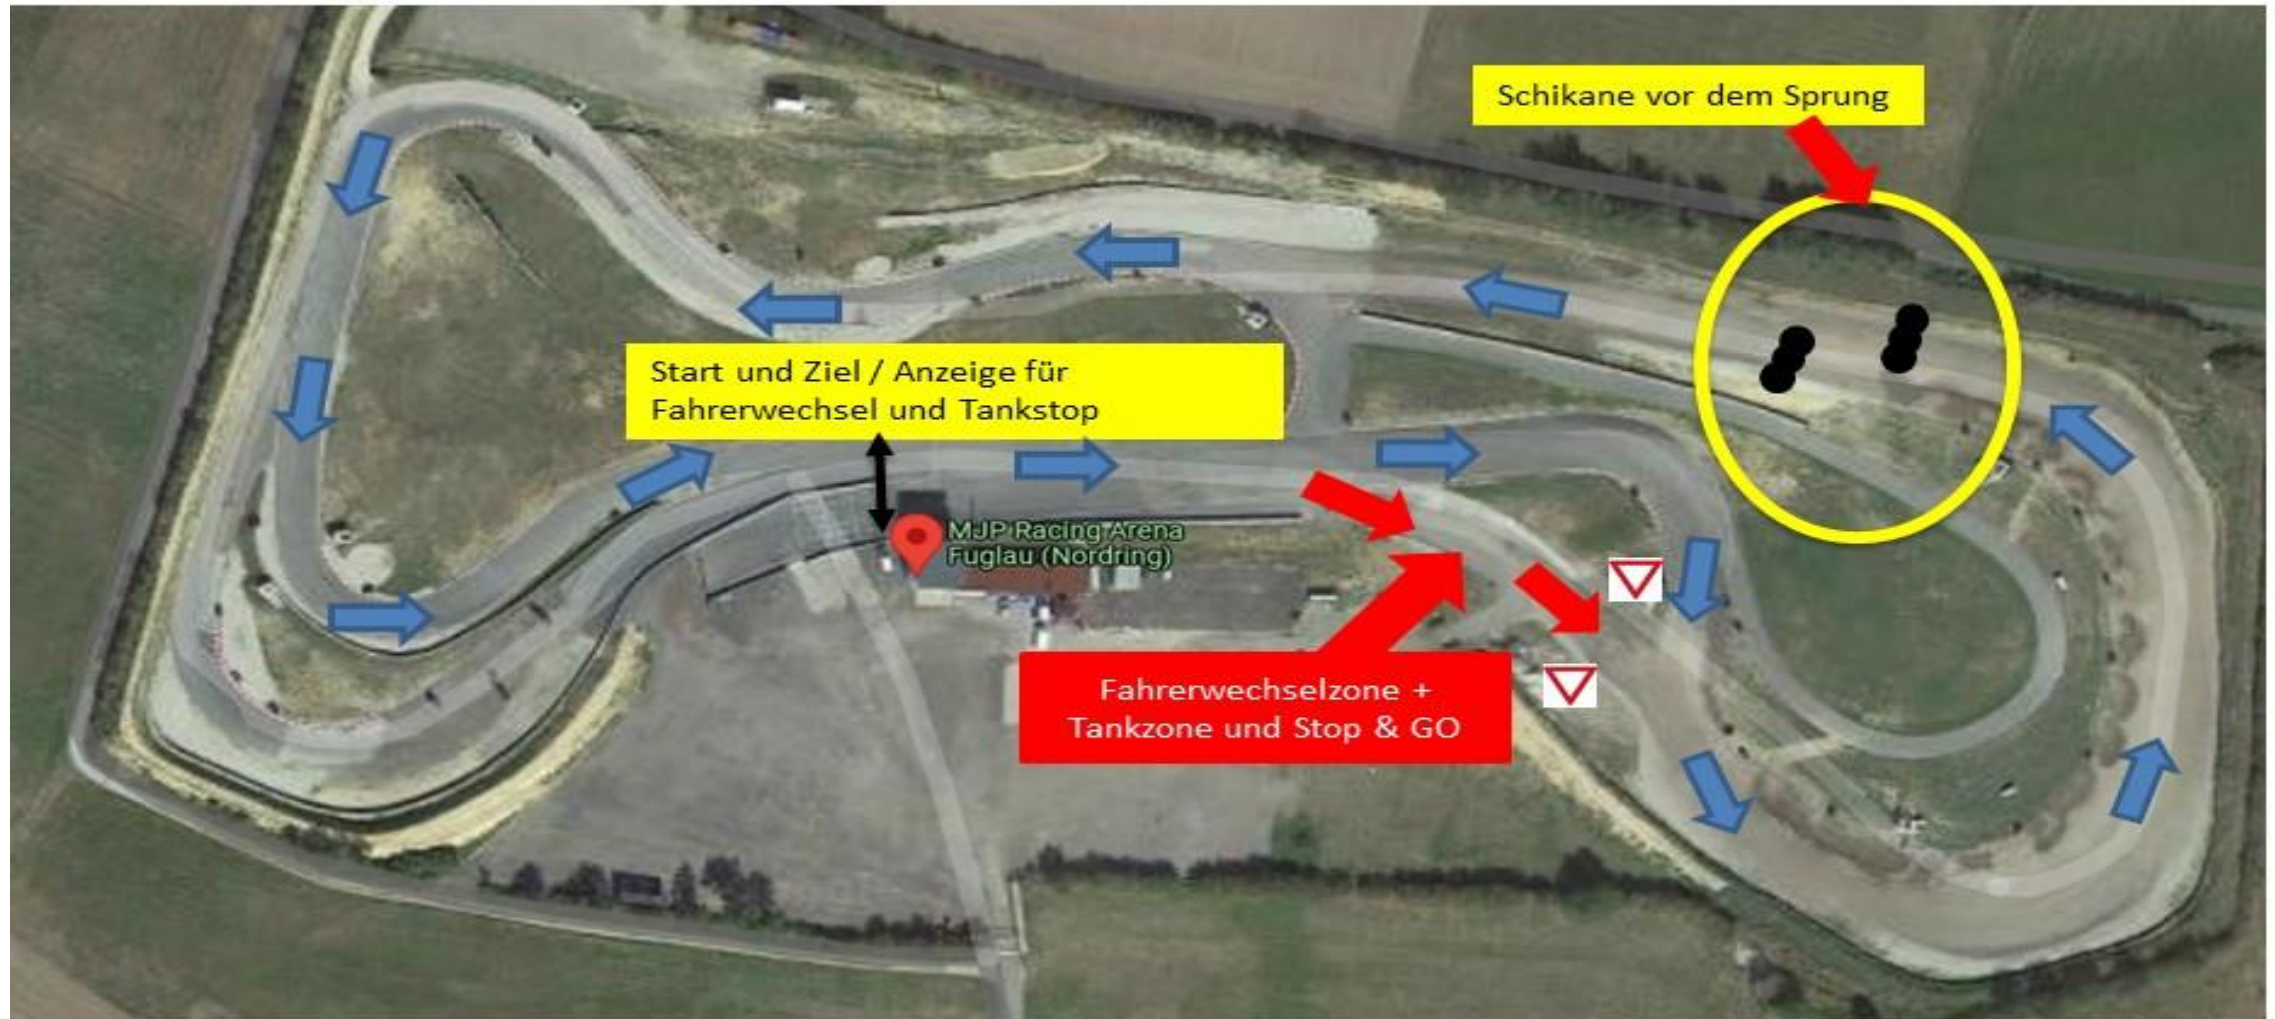 Schikane vor dem Sprung
Start und Ziel / Anzeige für
Fahrerwechsel und Tankstop
MJP Racing Arena
Fuglau (Nordring)
Fahrerwechselzone +
Tankzone und Stop & GO